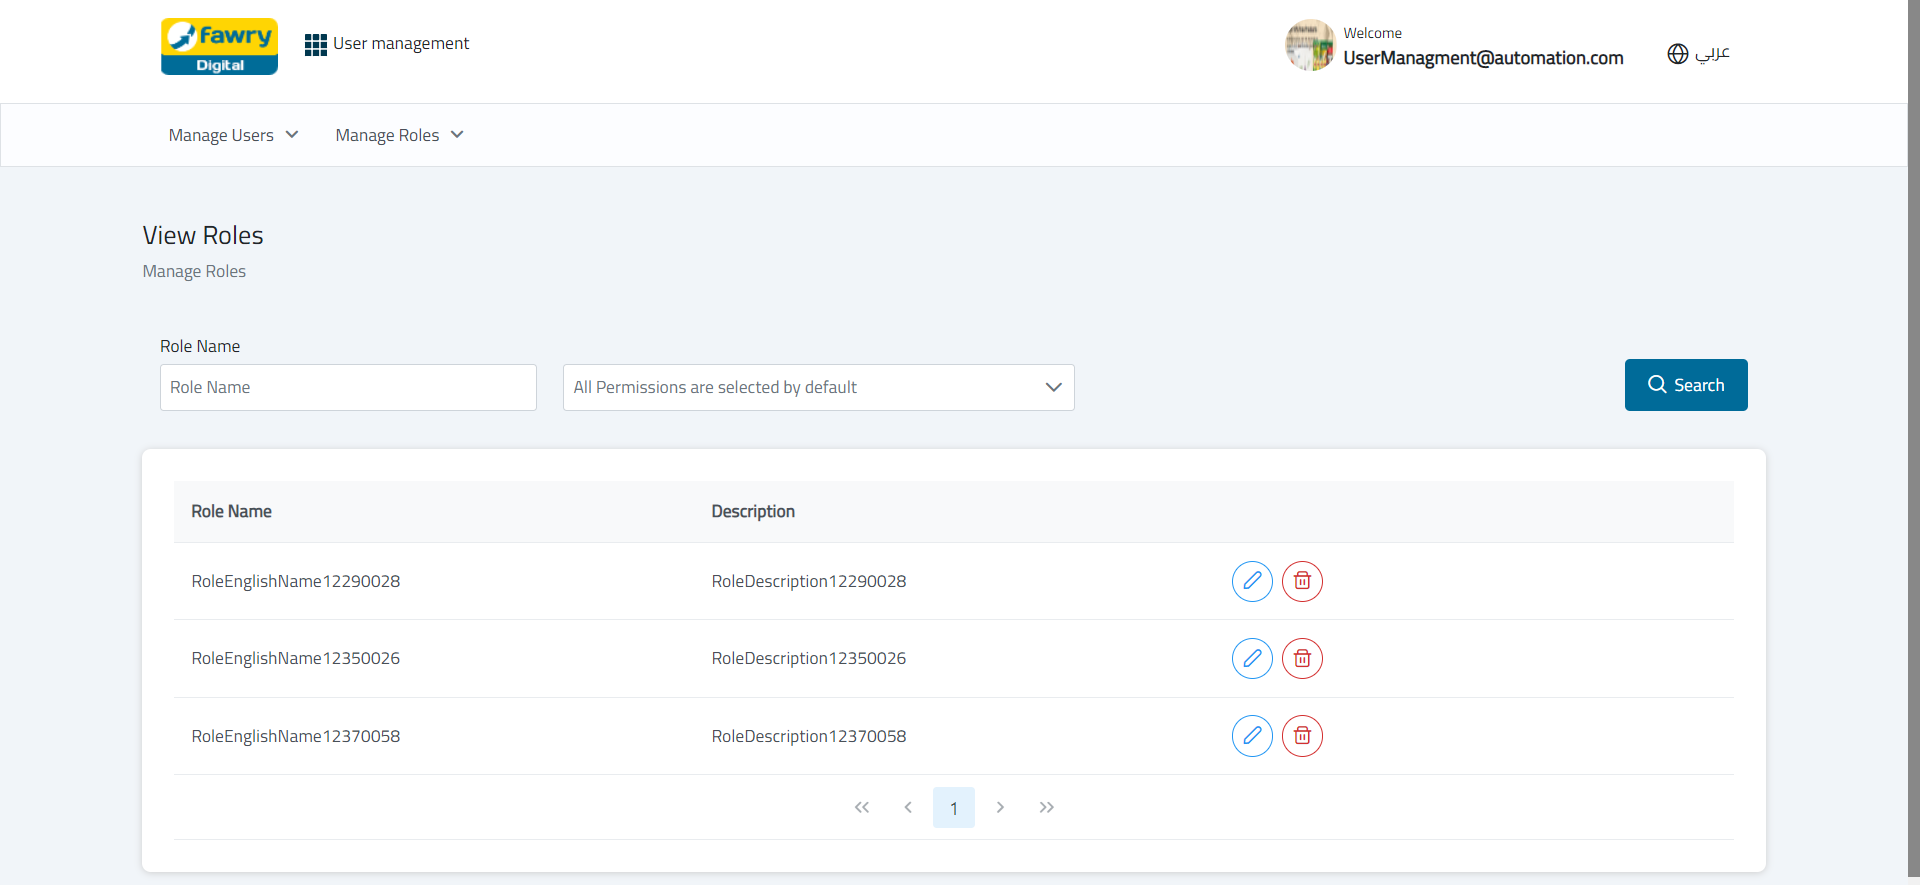 fawry
Digital
User management
Welcome
UserManagment@automation.com
عربي
Manage Users
Manage Roles
View Roles
Manage Roles
Role Name
Role Name
All Permissions are selected by default
Search
Role Name Description
RoleEnglishName12290028 RoleDescription12290028
RoleEnglishName12350026 RoleDescription12350026
RoleEnglishName12370058 RoleDescription12370058
1